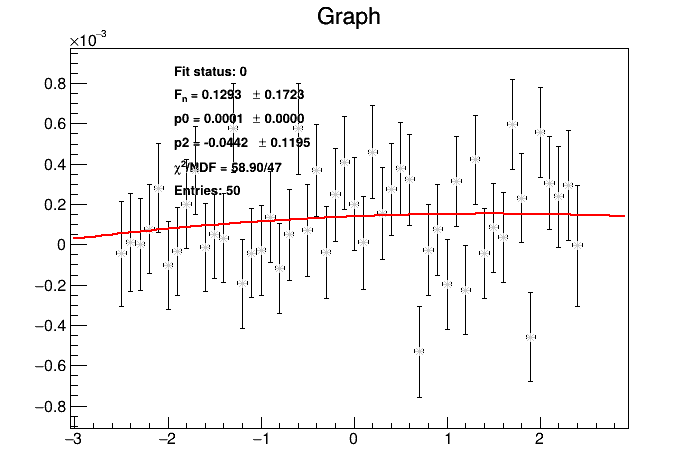 Graph
×10⁻³
Fit status: 0
Fₙ = 0.1293 ± 0.1723
p0 = 0.0001 ± 0.0000
p2 = -0.0442 ± 0.1195
χ²/NDF = 58.90/47
Entries: 50
0.8
0.6
0.4
0.2
0
−0.2
−0.4
−0.6
−0.8
−3 −2 −1 0 1 2